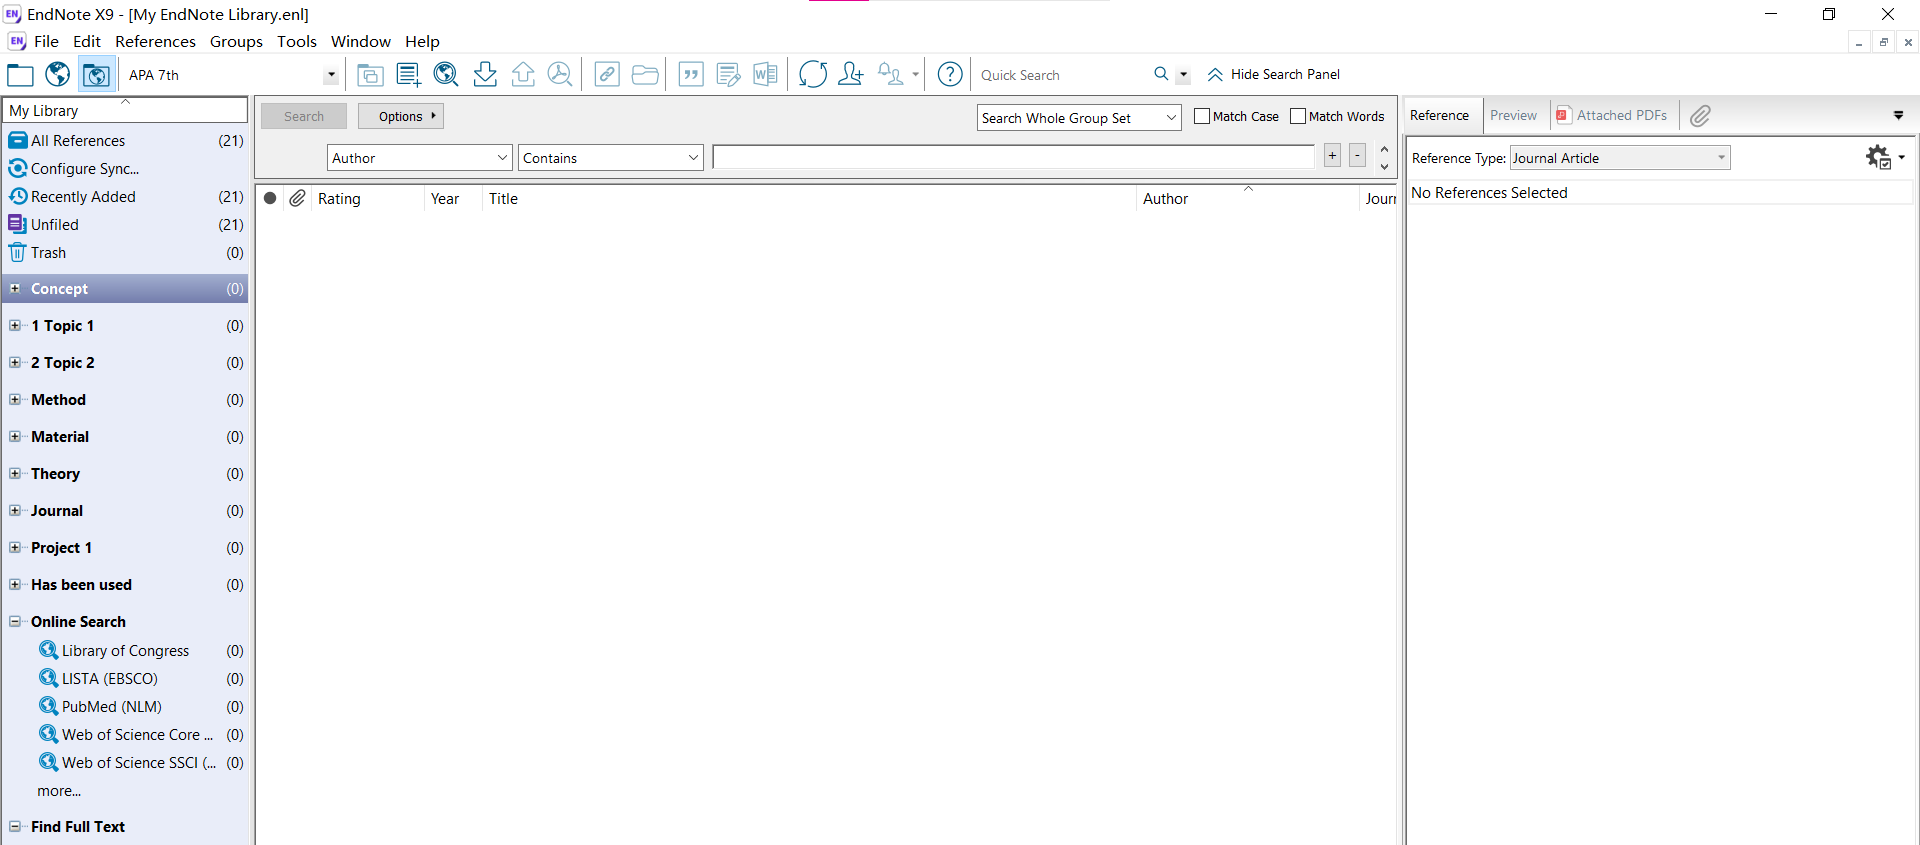 EndNote X9 - [My EndNote Library.enl]
File Edit References Groups Tools Window Help
APA 7th
Quick Search
Hide Search Panel
My Library
All References (21)
Configure Sync...
Recently Added (21)
Unfiled (21)
Trash (0)
Concept (0)
1 Topic 1 (0)
2 Topic 2 (0)
Method (0)
Material (0)
Theory (0)
Journal (0)
Project 1 (0)
Has been used (0)
Online Search
Library of Congress (0)
LISTA (EBSCO) (0)
PubMed (NLM) (0)
Web of Science Core ... (0)
Web of Science SSCI (... (0)
more...
Find Full Text
Search Options Search Whole Group Set Match Case Match Words
Author Contains + -
Rating Year Title Author Journ
Reference Preview Attached PDFs
Reference Type: Journal Article
No References Selected